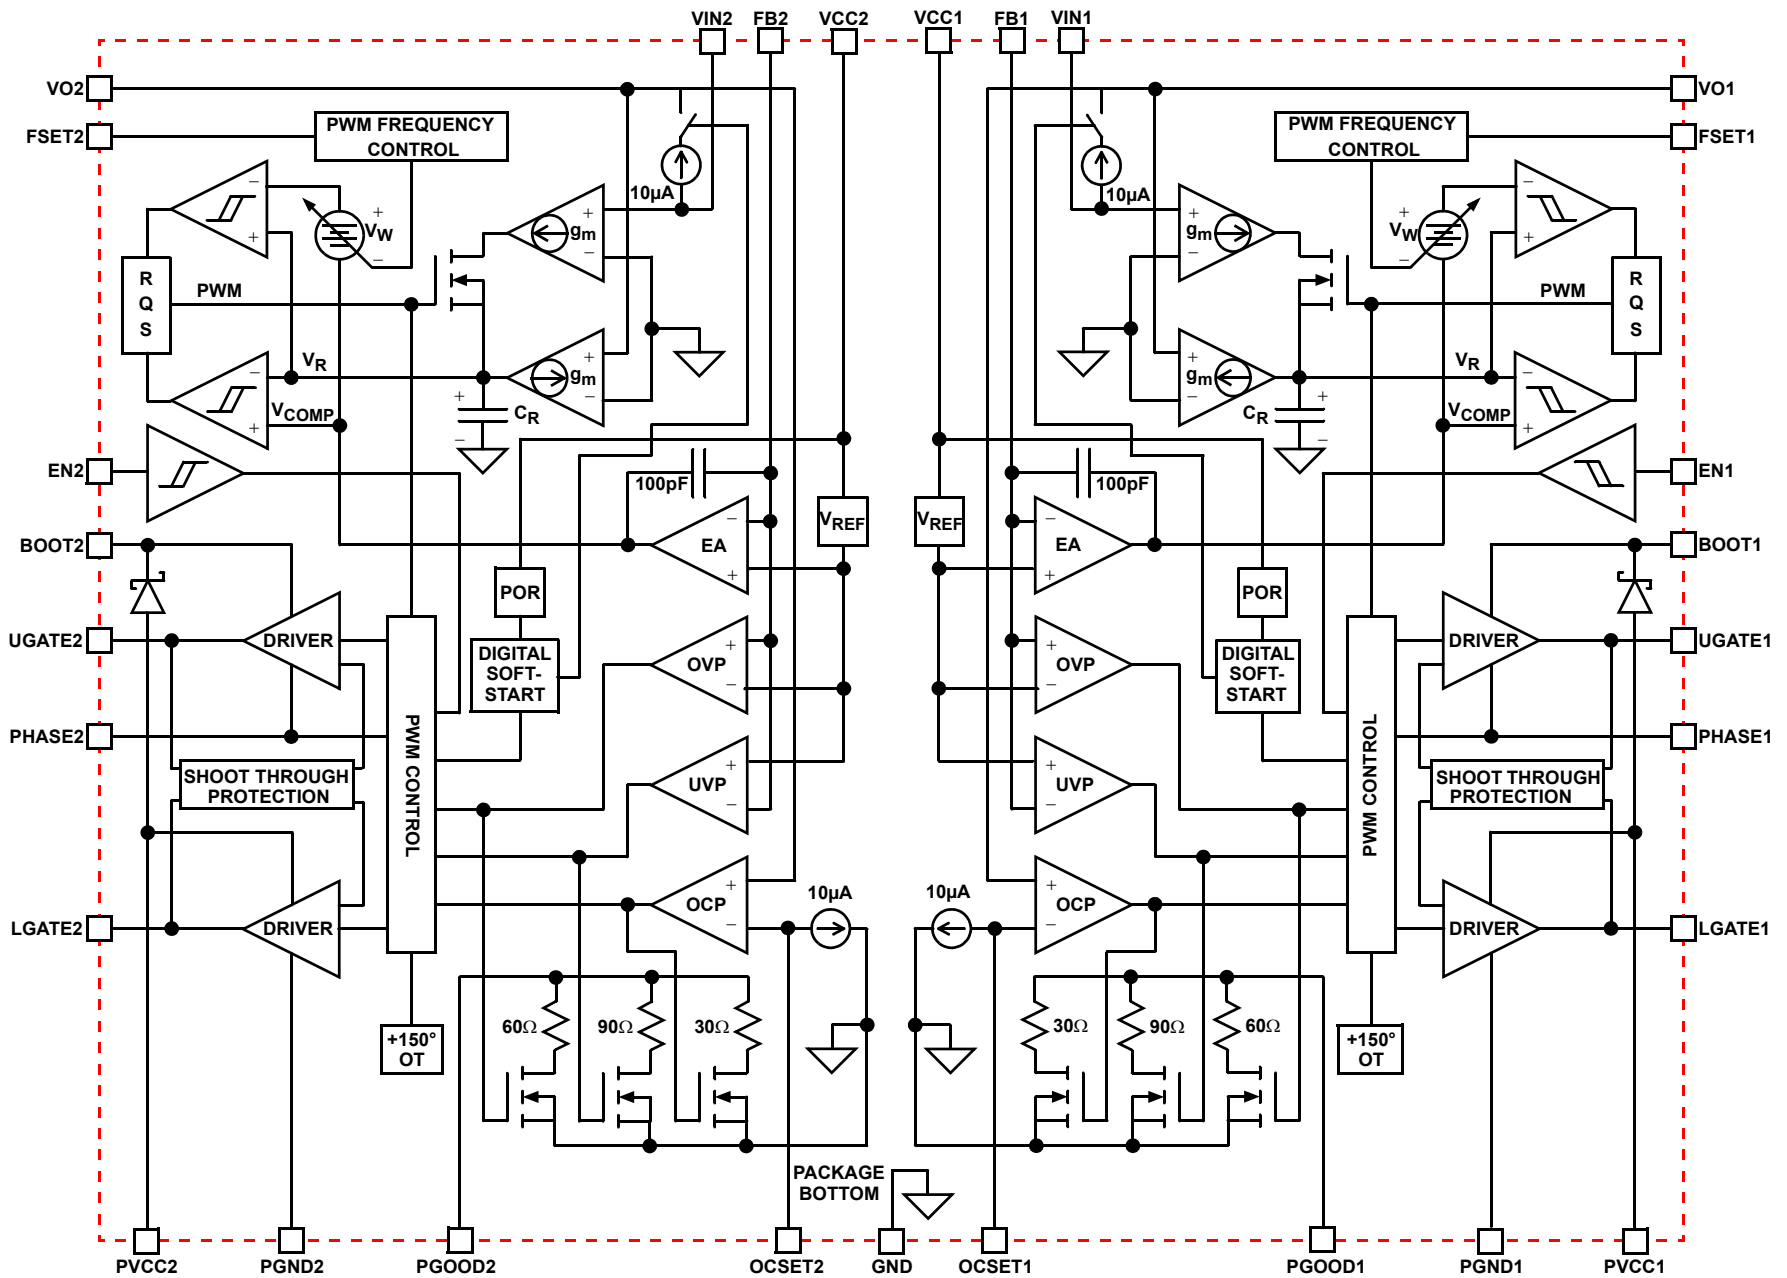 VIN2 FB2 VCC2 VCC1 FB1 VIN1
VO2
FSET2
PWM FREQUENCY
CONTROL
10µA
−
+
+
VW
−
+
gm
−
R
Q
S
PWM
VR
−
+
VCOMP
+
gm
−
+
CR
−
EN2
100pF
VREF
BOOT2
−
EA
+
POR
UGATE2
DRIVER
DIGITAL
SOFT-
START
+
OVP
−
PHASE2
PWM CONTROL
SHOOT THROUGH
PROTECTION
+
UVP
−
LGATE2
DRIVER
+
OCP
−
10µA
60Ω
90Ω
30Ω
+150°
OT
PVCC2
PGND2
PGOOD2
OCSET2
PACKAGE
BOTTOM
GND
VO1
FSET1
PWM FREQUENCY
CONTROL
10µA
+
gm
−
+
VW
−
−
+
R
Q
S
PWM
VR
−
+
VCOMP
+
gm
−
+
CR
−
EN1
100pF
VREF
BOOT1
−
EA
+
POR
UGATE1
DRIVER
DIGITAL
SOFT-
START
+
OVP
−
PHASE1
PWM CONTROL
SHOOT THROUGH
PROTECTION
+
UVP
−
LGATE1
DRIVER
+
OCP
−
10µA
30Ω
90Ω
60Ω
+150°
OT
OCSET1
PGOOD1
PGND1
PVCC1